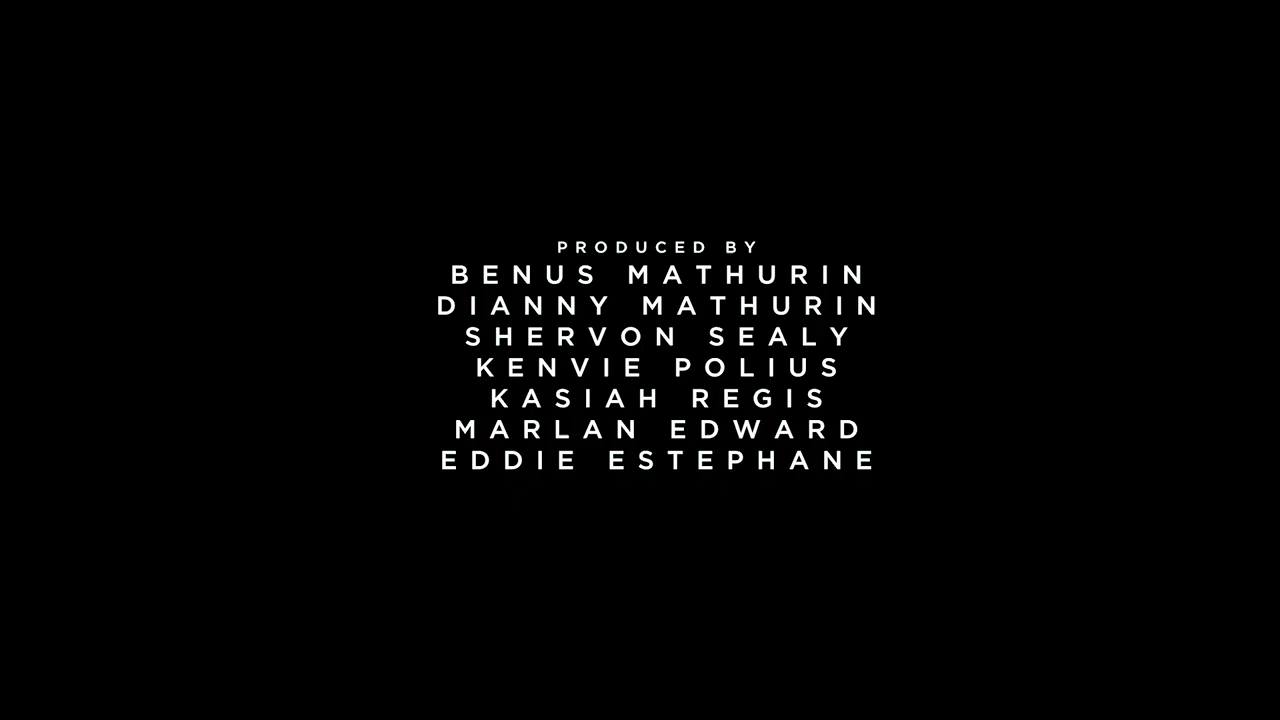 PRODUCED BY
BENUS MATHURIN
DIANNY MATHURIN
SHERVON SEALY
KENVIE POLIUS
KASIAH REGIS
MARLAN EDWARD
EDDIE ESTEPHANE